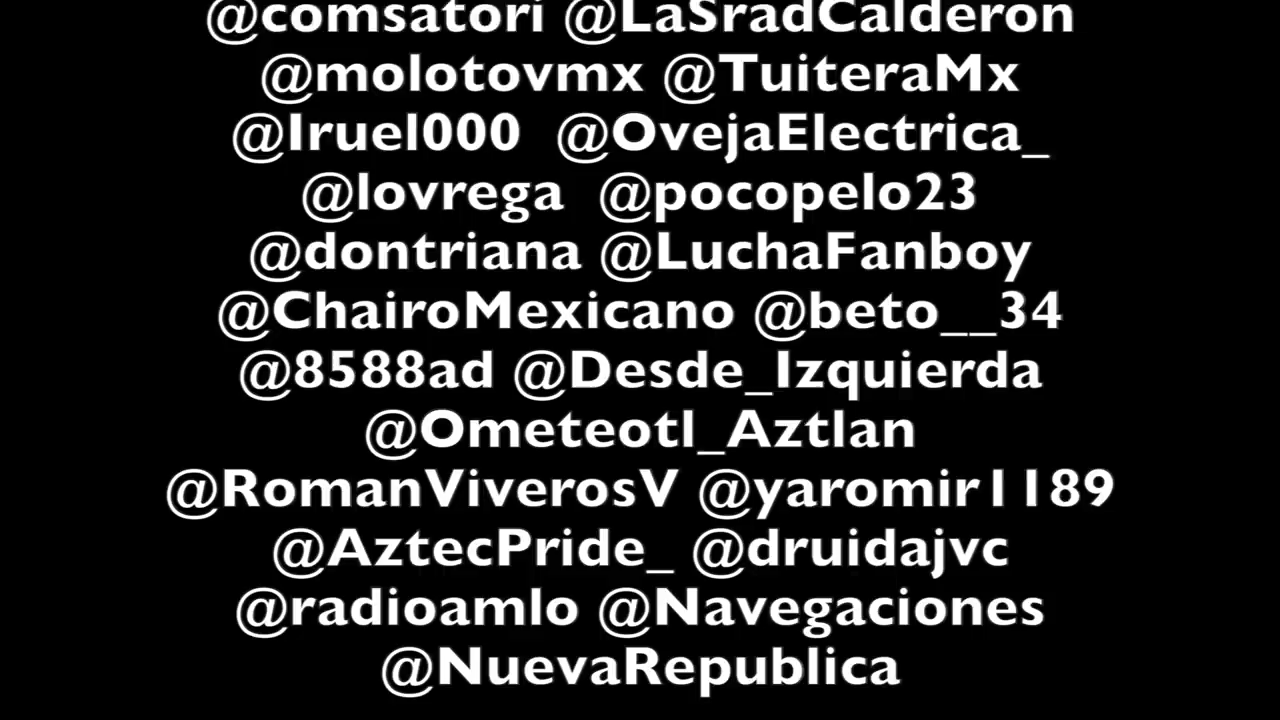 @comsatori @LaSradCalderon
@molotovmx @TuiteraMx
@Iruel000 @OvejaElectrica_
@lovrega @pocopelo23
@dontriana @LuchaFanboy
@ChairoMexicano @beto__34
@8588ad @Desde_Izquierda
@Ometeotl_Aztlan
@RomanViverosV @yaromir1189
@AztecPride_ @druidajvc
@radioamlo @Navegaciones
@NuevaRepublica